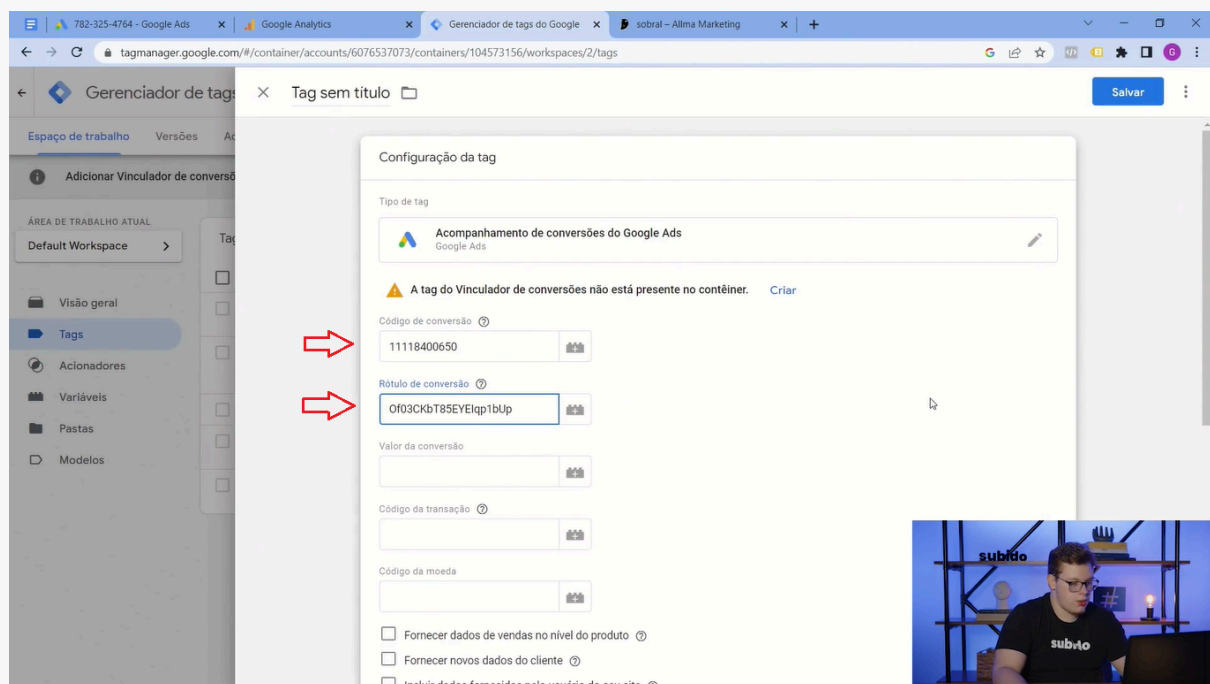 782-325-4764 - Google Ads
Google Analytics
Gerenciador de tags do Google
sobral – Allma Marketing
tagmanager.google.com/#/container/accounts/6076537073/containers/104573156/workspaces/2/tags
G
Gerenciador de tags
Tag sem título
Salvar
Espaço de trabalho
Versões
Configuração da tag
Adicionar Vinculador de conversõ
Tipo de tag
ÁREA DE TRABALHO ATUAL
Default Workspace
Tag
Acompanhamento de conversões do Google Ads
Google Ads
A tag do Vinculador de conversões não está presente no contêiner.
Criar
Visão geral
Tags
Acionadores
Variáveis
Pastas
Modelos
Código de conversão
11118400650
Rótulo de conversão
Of03CKbT85EYEIqp1bUp
Valor da conversão
Código da transação
Código da moeda
Fornecer dados de vendas no nível do produto
Fornecer novos dados do cliente
subido
#
subido